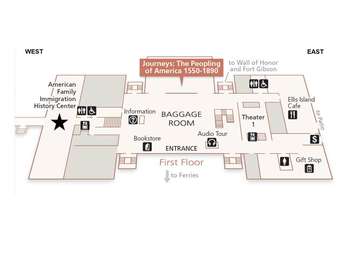 WEST
EAST
Journeys: The Peopling
of America 1550-1890
to Wall of Honor
and Fort Gibson
American
Family
Immigration
History Center
Information
BAGGAGE
ROOM
Theater
1
Ellis Island
Cafe
Bookstore
Audio Tour
ENTRANCE
Gift Shop
$
First Floor
to Ferries